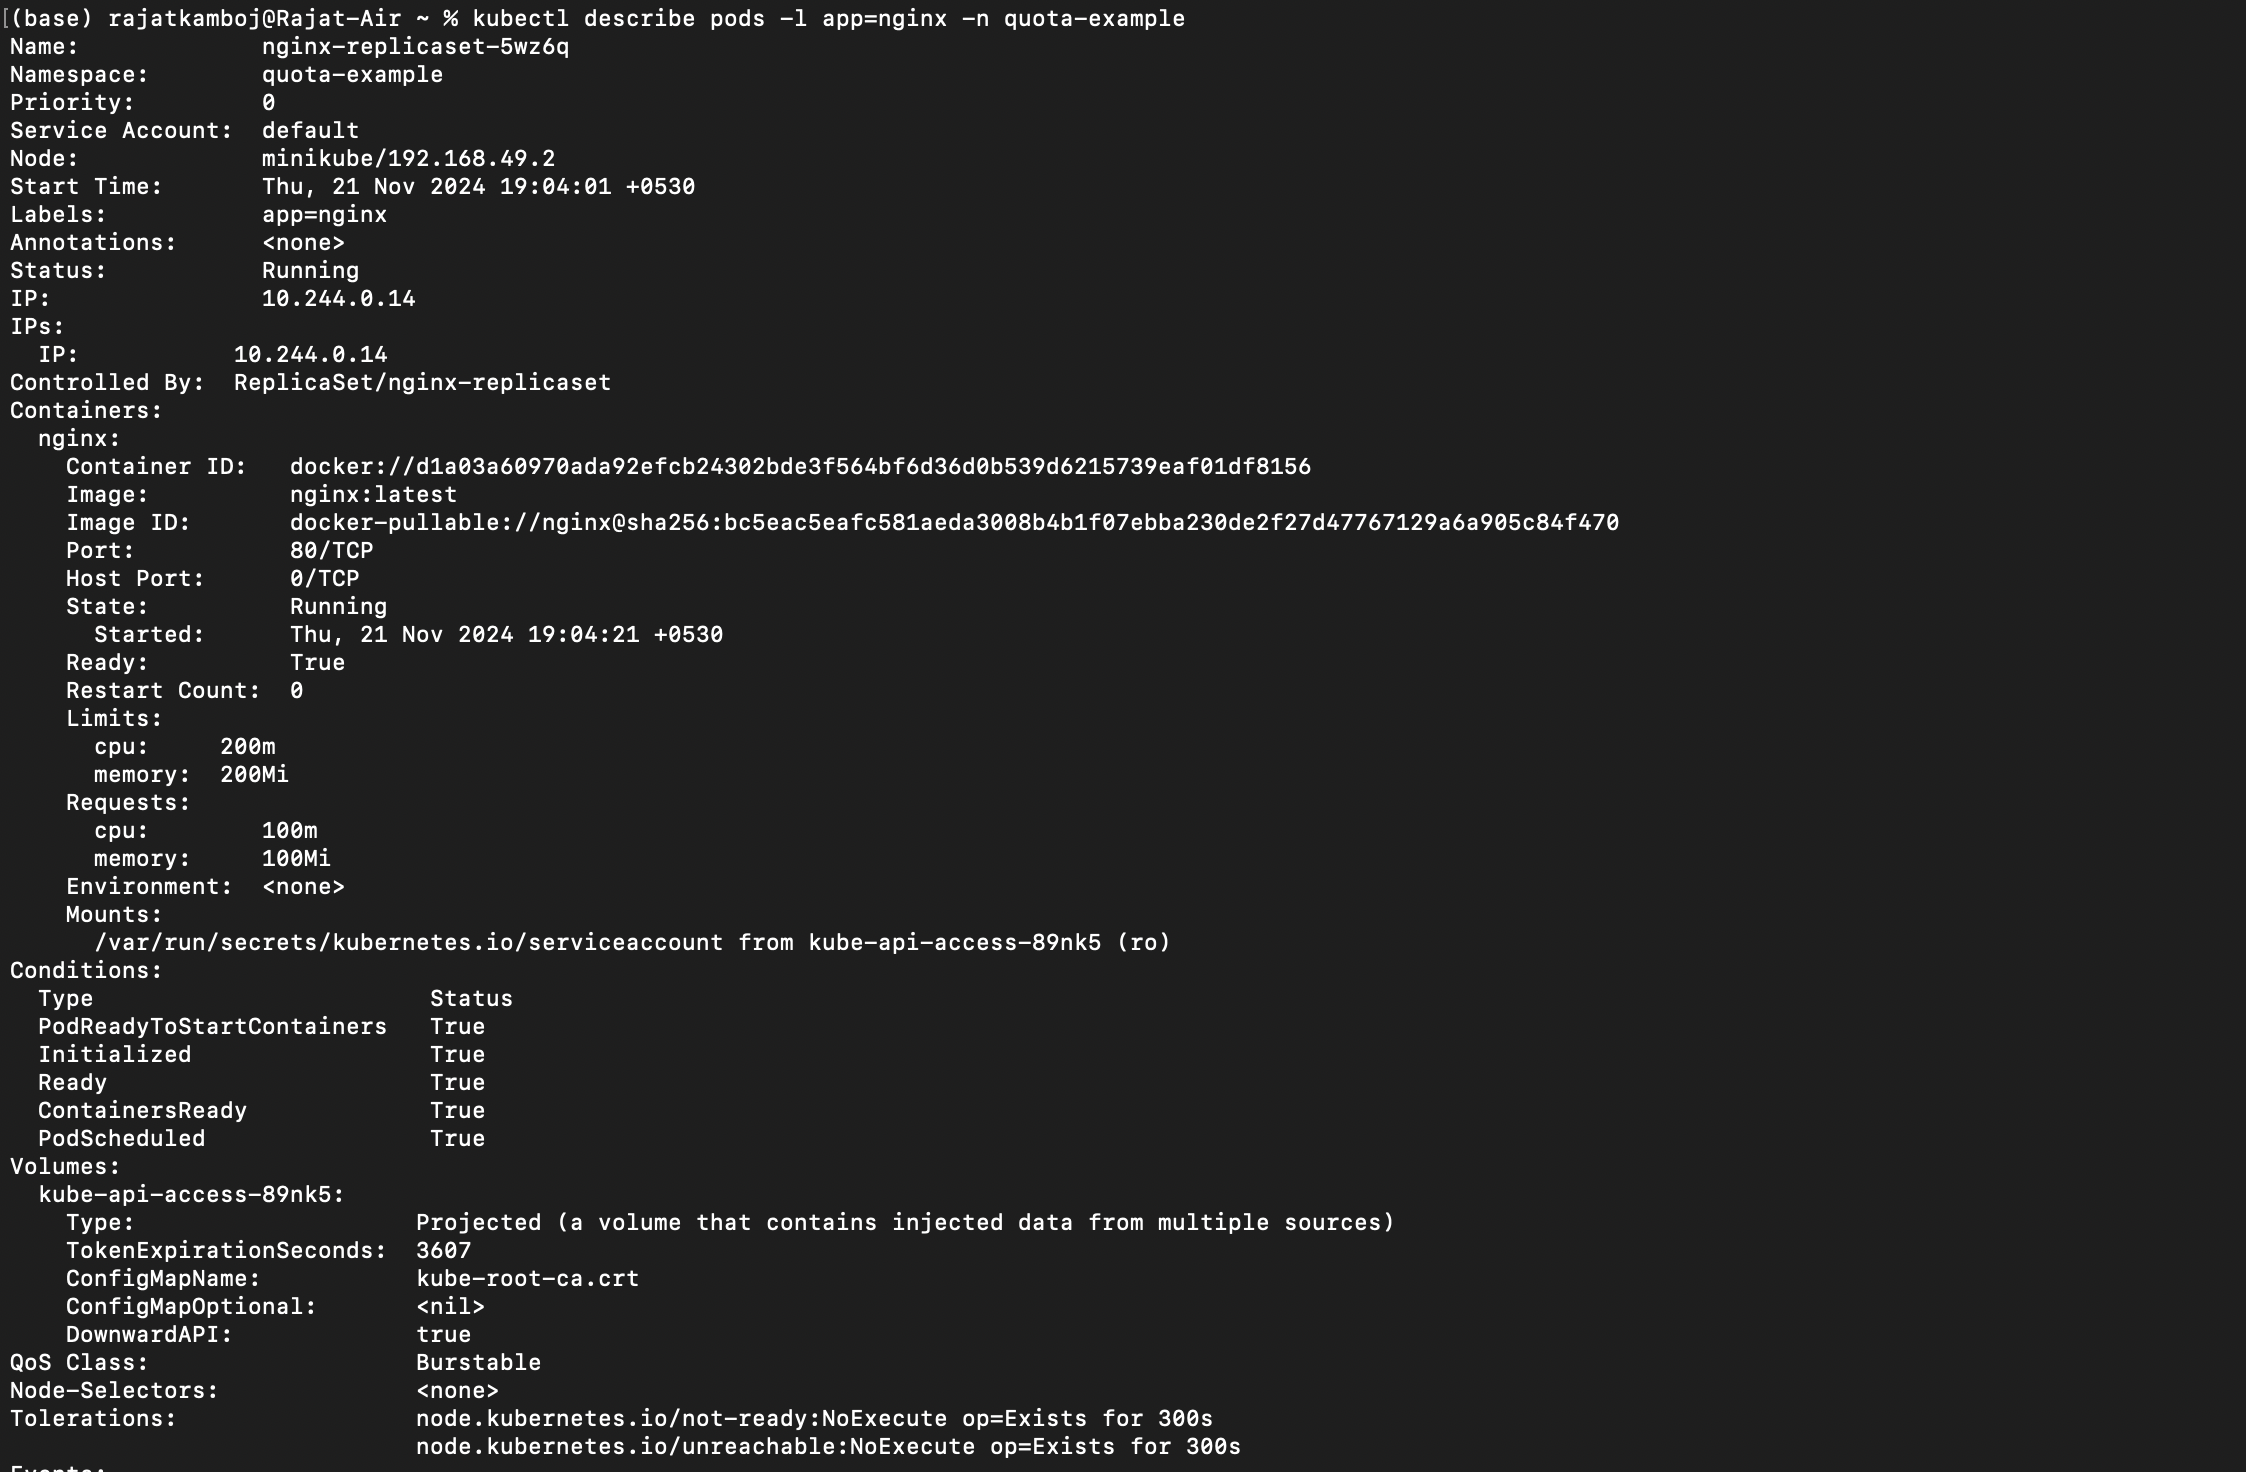 (base) rajatkamboj@Rajat-Air ~ % kubectl describe pods -l app=nginx -n quota-example
Name:             nginx-replicaset-5wz6q
Namespace:        quota-example
Priority:         0
Service Account:  default
Node:             minikube/192.168.49.2
Start Time:       Thu, 21 Nov 2024 19:04:01 +0530
Labels:           app=nginx
Annotations:      <none>
Status:           Running
IP:               10.244.0.14
IPs:
  IP:           10.244.0.14
Controlled By:  ReplicaSet/nginx-replicaset
Containers:
  nginx:
    Container ID:   docker://d1a03a60970ada92efcb24302bde3f564bf6d36d0b539d6215739eaf01df8156
    Image:          nginx:latest
    Image ID:       docker-pullable://nginx@sha256:bc5eac5eafc581aeda3008b4b1f07ebba230de2f27d47767129a6a905c84f470
    Port:           80/TCP
    Host Port:      0/TCP
    State:          Running
      Started:      Thu, 21 Nov 2024 19:04:21 +0530
    Ready:          True
    Restart Count:  0
    Limits:
      cpu:     200m
      memory:  200Mi
    Requests:
      cpu:        100m
      memory:     100Mi
    Environment:  <none>
    Mounts:
      /var/run/secrets/kubernetes.io/serviceaccount from kube-api-access-89nk5 (ro)
Conditions:
  Type                        Status
  PodReadyToStartContainers   True
  Initialized                 True
  Ready                       True
  ContainersReady             True
  PodScheduled                True
Volumes:
  kube-api-access-89nk5:
    Type:                    Projected (a volume that contains injected data from multiple sources)
    TokenExpirationSeconds:  3607
    ConfigMapName:           kube-root-ca.crt
    ConfigMapOptional:       <nil>
    DownwardAPI:             true
QoS Class:                   Burstable
Node-Selectors:              <none>
Tolerations:                 node.kubernetes.io/not-ready:NoExecute op=Exists for 300s
                             node.kubernetes.io/unreachable:NoExecute op=Exists for 300s